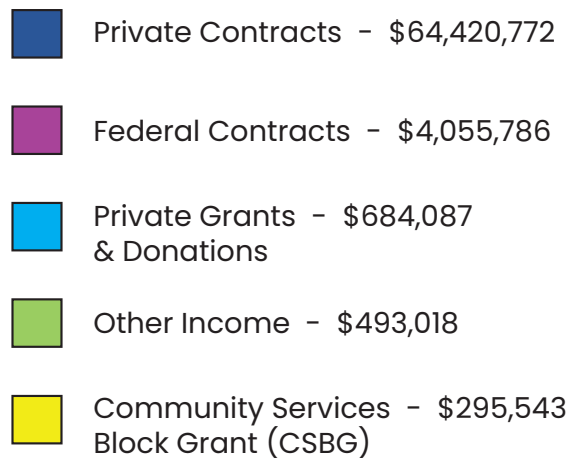 Private Contracts - $64,420,772
Federal Contracts - $4,055,786
Private Grants - $684,087
& Donations
Other Income - $493,018
Community Services - $295,543
Block Grant (CSBG)